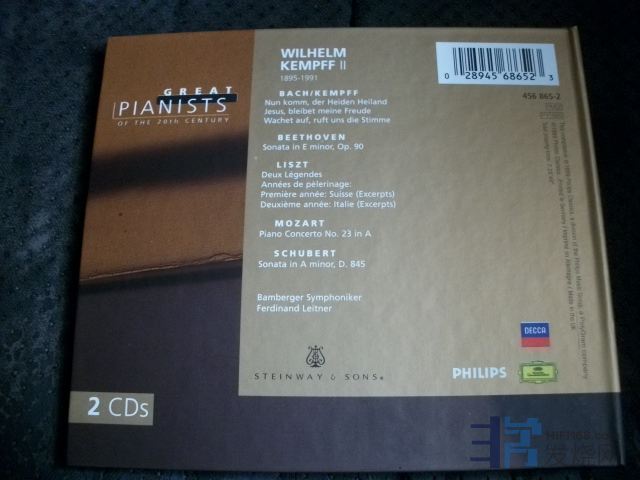 GREAT
PIANISTS
OF THE 20th CENTURY
WILHELM
KEMPFF II
1895-1991
BACH/KEMPFF
Nun komm, der Heiden Heiland
Jesus, bleibet meine Freude
Wachet auf, ruft uns die Stimme
BEETHOVEN
Sonata in E minor, Op. 90
LISZT
Deux Légendes
Années de pèlerinage:
Première année: Suisse (Excerpts)
Deuxième année: Italie (Excerpts)
MOZART
Piano Concerto No. 23 in A
SCHUBERT
Sonata in A minor, D. 845
Bamberger Symphoniker
Ferdinand Leitner
STEINWAY & SONS
0 28945 68652 3
456 865-2
DECCA
PHILIPS
2 CDs
发烧网